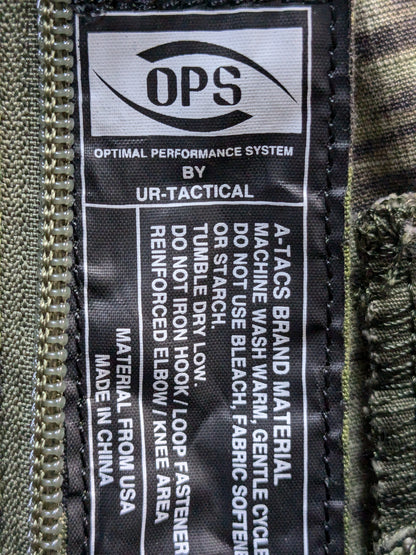 OPS
OPTIMAL PERFORMANCE SYSTEM
BY
UR-TACTICAL
A-TACS BRAND MATERIAL
MACHINE WASH WARM, GENTLE CYCLE
DO NOT USE BLEACH, FABRIC
OR STARCH.
TUMBLE DRY LOW.
DO NOT IRON HOOK/LOOP FASTENER
REINFORCED ELBOW/KNEE AREA
MATERIAL FROM USA
MADE IN CHINA